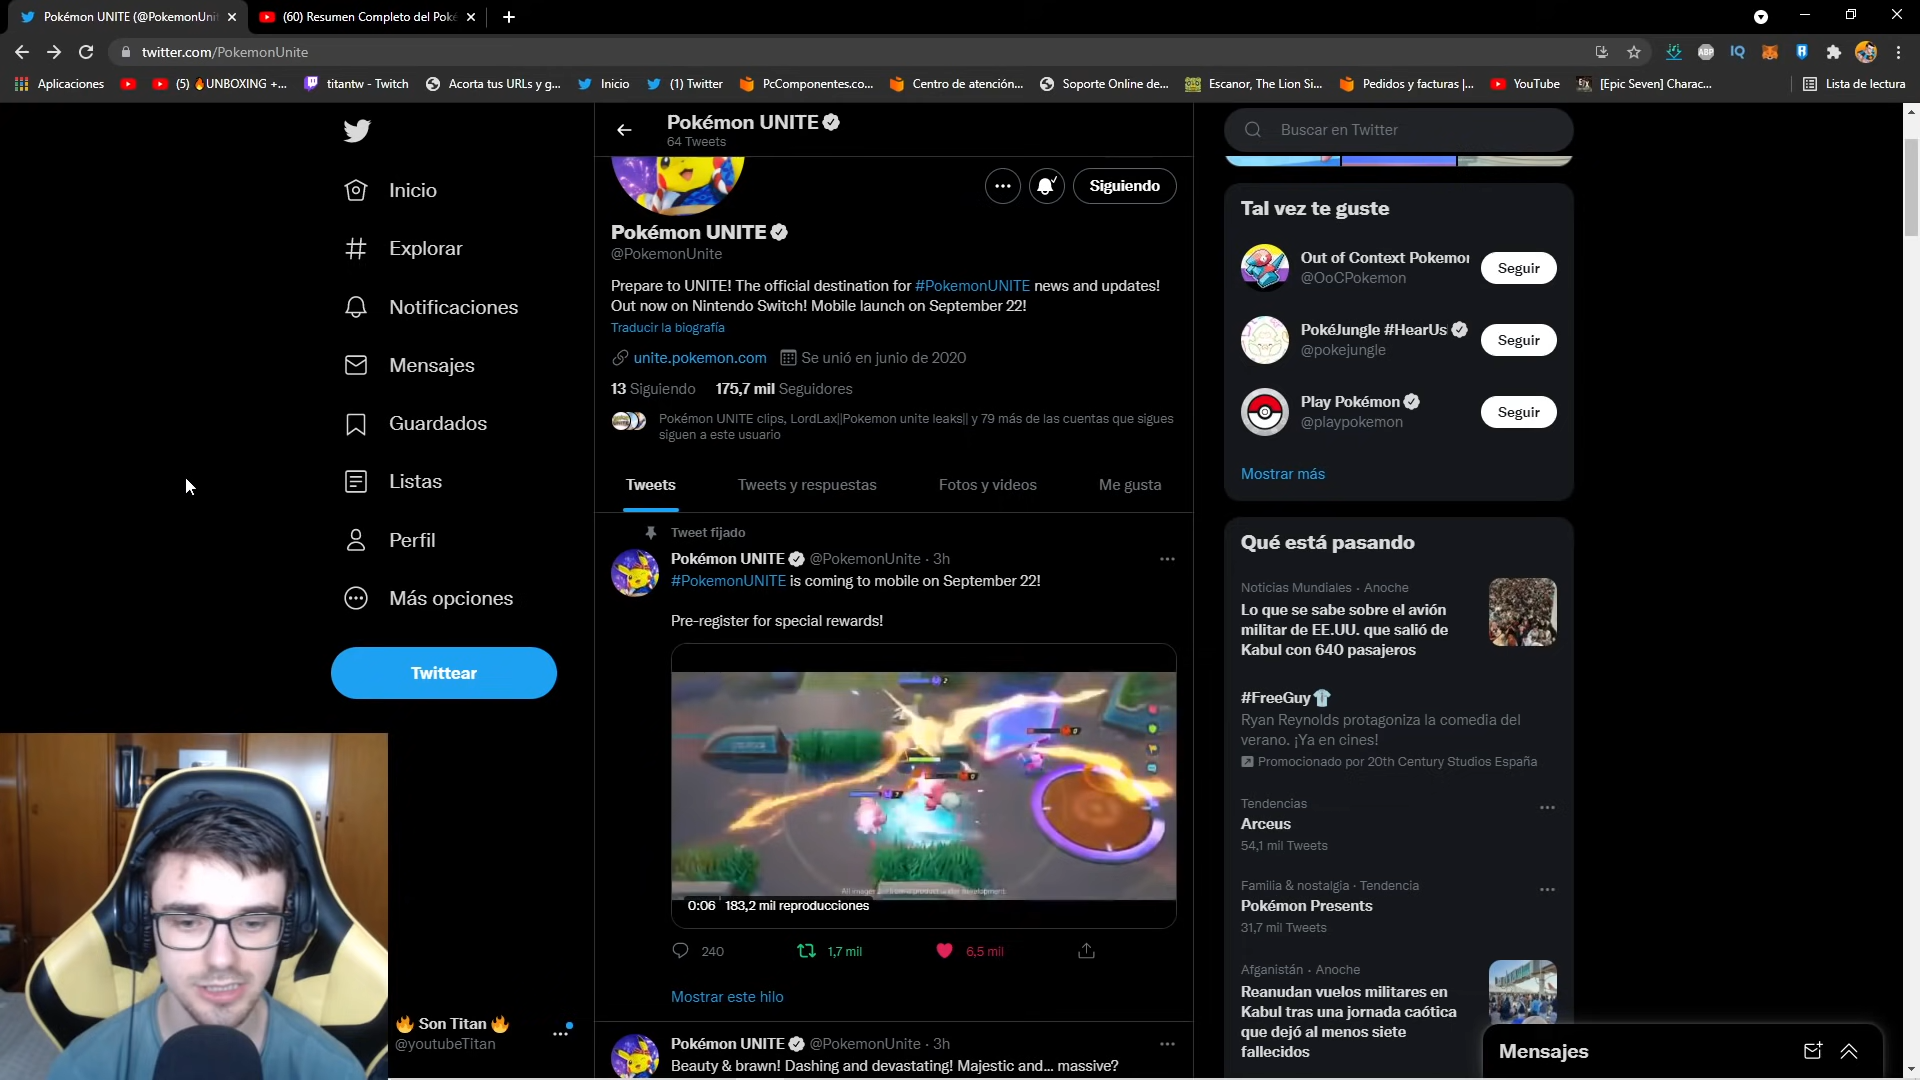 Pokémon UNITE (@PokemonUni
(60) Resumen Completo del Poké
twitter.com/PokemonUnite
Aplicaciones
(5) 🔥UNBOXING +...
titantw - Twitch
Acorta tus URLs y g...
Inicio
(1) Twitter
PcComponentes.co...
Centro de atención...
Soporte Online de...
Escanor, The Lion Si...
Pedidos y facturas |...
YouTube
[Epic Seven] Charac...
Lista de lectura
ABP
IQ
Inicio
Explorar
Notificaciones
Mensajes
Guardados
Listas
Perfil
Más opciones
Twittear
🔥 Son Titan 🔥
@youtubeTitan
Pokémon UNITE
64 Tweets
Siguiendo
Pokémon UNITE
@PokemonUnite
Prepare to UNITE! The official destination for #PokemonUNITE news and updates!
Out now on Nintendo Switch! Mobile launch on September 22!
Traducir la biografía
unite.pokemon.com Se unió en junio de 2020
13 Siguiendo 175,7 mil Seguidores
Pokémon UNITE clips, LordLax||Pokemon unite leaks|| y 79 más de las cuentas que sigues
siguen a este usuario
Tweets
Tweets y respuestas
Fotos y videos
Me gusta
Tweet fijado
Pokémon UNITE @PokemonUnite · 3h
#PokemonUNITE is coming to mobile on September 22!
Pre-register for special rewards!
0:06 183,2 mil reproducciones
240
1,7 mil
6,5 mil
Mostrar este hilo
Pokémon UNITE @PokemonUnite · 3h
Beauty & brawn! Dashing and devastating! Majestic and... massive?
Buscar en Twitter
Tal vez te guste
Out of Context Pokemon
@OoCPokemon
Seguir
PokéJungle #HearUs
@pokejungle
Seguir
Play Pokémon
@playpokemon
Seguir
Mostrar más
Qué está pasando
Noticias Mundiales · Anoche
Lo que se sabe sobre el avión
militar de EE.UU. que salió de
Kabul con 640 pasajeros
#FreeGuy
Ryan Reynolds protagoniza la comedia del
verano. ¡Ya en cines!
Promocionado por 20th Century Studios España
Tendencias
Arceus
54,1 mil Tweets
Familia & nostalgia · Tendencia
Pokémon Presents
31,7 mil Tweets
Afganistán · Anoche
Reanudan vuelos militares en
Kabul tras una jornada caótica
que dejó al menos siete
fallecidos
Mensajes